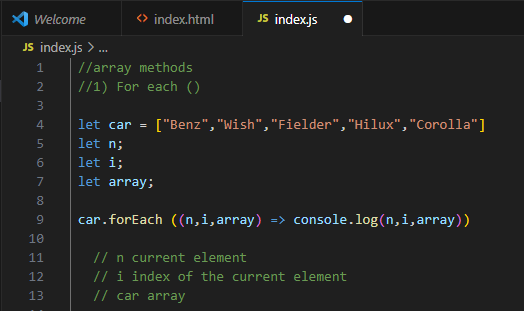 Welcome <> index.html JS index.js ●
JS index.js > ...
1 //array methods
2 //1) For each ()
3
4 let car = ["Benz","Wish","Fielder","Hilux","Corolla"]
5 let n;
6 let i;
7 let array;
8
9 car.forEach ((n,i,array) => console.log(n,i,array))
10
11 // n current element
12 // i index of the current element
13 // car array